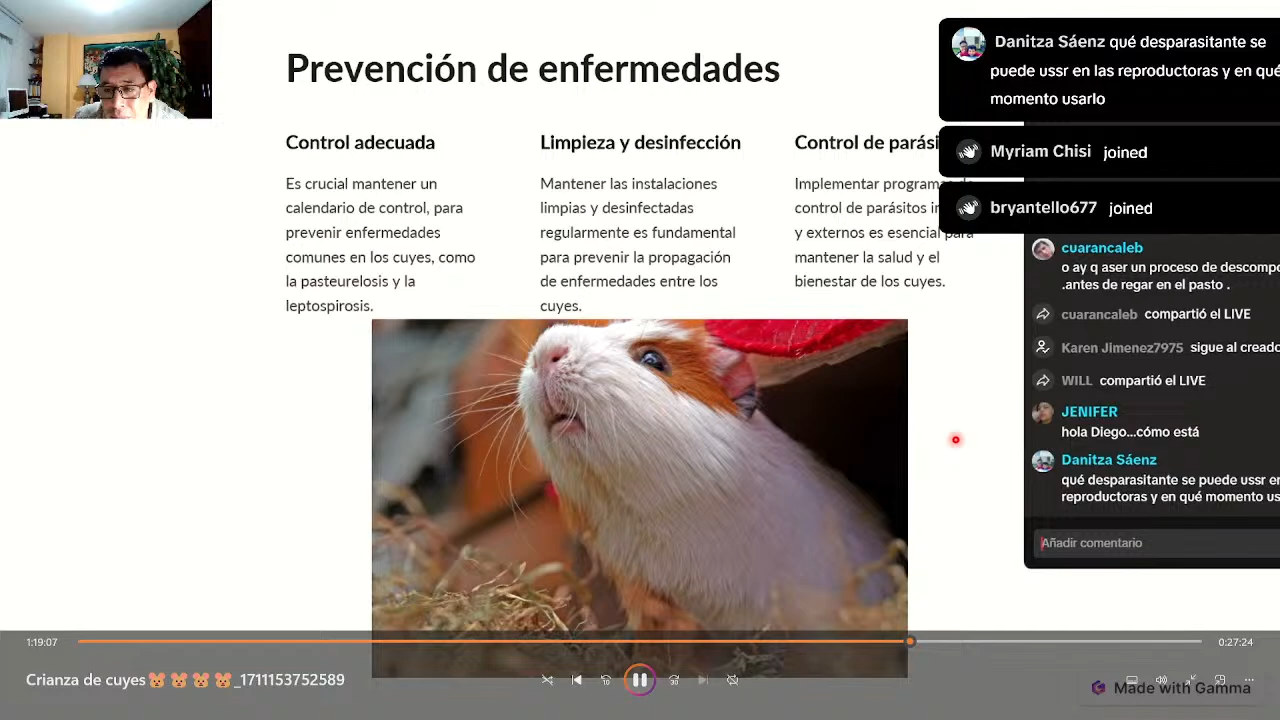 Prevención de enfermedades
Control adecuada
Es crucial mantener un
calendario de control, para
prevenir enfermedades
comunes en los cuyes, como
la pasteurelosis y la
leptospirosis.
Limpieza y desinfección
Mantener las instalaciones
limpias y desinfectadas
regularmente es fundamental
para prevenir la propagación
de enfermedades entre los
cuyes.
Control de
Implementar
control de parásitos
y externos es esencial para
mantener la salud y el
bienestar de los cuyes.
Danitza Sáenz qué desparasitante se
puede ussr en las reproductoras y en qué
momento usarlo
Myriam Chisi joined
bryantello677 joined
cuarancaleb
o ay q aser un proceso de
.antes de regar en el pasto .
cuarancaleb compartió el LIVE
Karen Jimenez7975 sigue al
WILL compartió el LIVE
JENIFER
hola Diego...cómo está
Danitza Sáenz
qué desparasitante se puede ussr
reproductoras y en qué momento
Añadir comentario
1:19:07
0:27:24
Crianza de cuyes🐹🐹🐹🐹_1711153752589
10
30
Made with Gamma